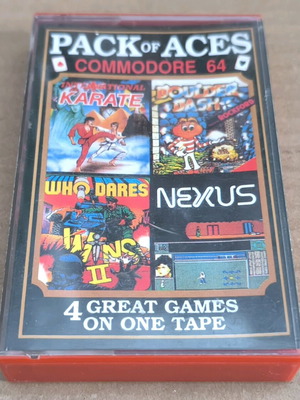 PACK OF ACES
COMMODORE 64
INTERNATIONAL
KARATE
BOULDER
DASH
ROCKFORD
WHO DARES
WINS
II
NEXUS
4 GREAT GAMES
ON ONE TAPE